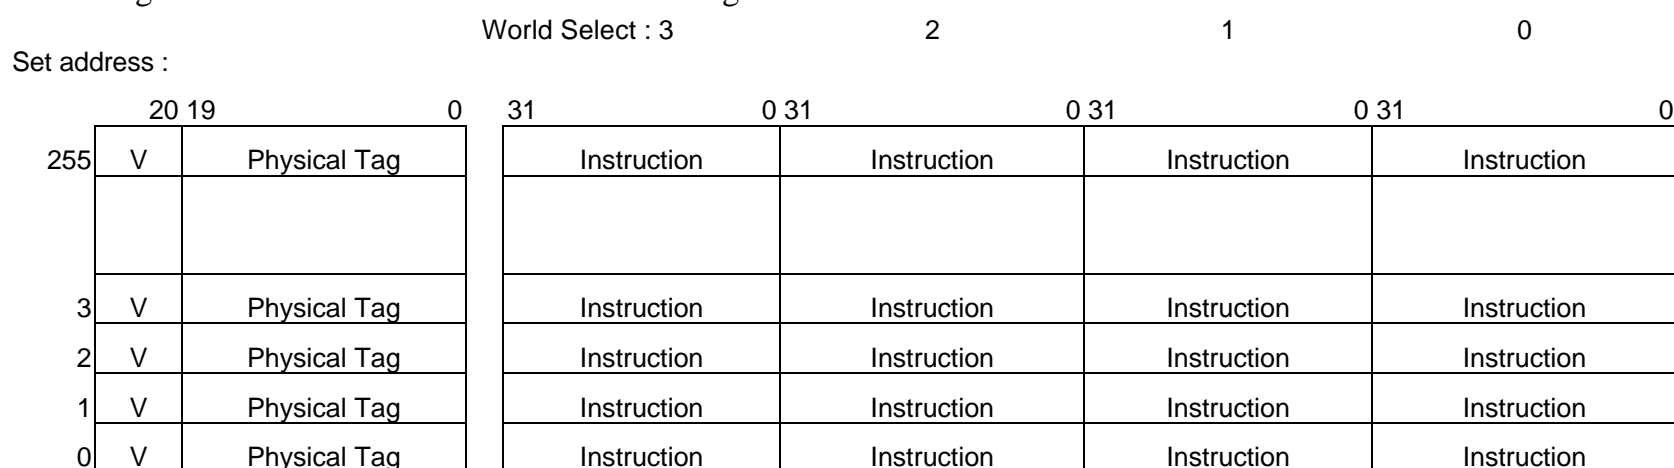 World Select : 3 2 1 0
Set address :
20 19 0 31 0 31 0 31 0 31 0
255 V Physical Tag Instruction Instruction Instruction Instruction
3 V Physical Tag Instruction Instruction Instruction Instruction
2 V Physical Tag Instruction Instruction Instruction Instruction
1 V Physical Tag Instruction Instruction Instruction Instruction
0 V Physical Tag Instruction Instruction Instruction Instruction